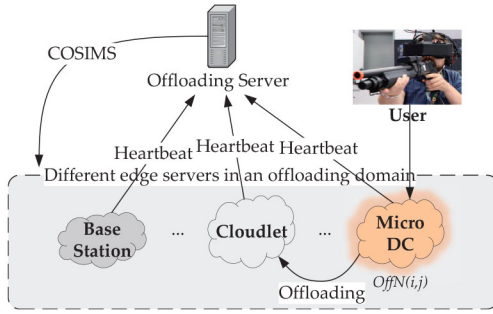 COSIMS
Offloading Server
User
Heartbeat Heartbeat Heartbeat
Different edge servers in an offloading domain
Base
Station
...
Cloudlet
...
Micro
DC
OffN(i,j)
Offloading